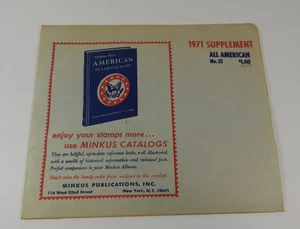 1971 SUPPLEMENT
ALL AMERICAN
No. 21 $1.00
AMERICAN
STAMP CATALOG
enjoy your stamps more...
use MINKUS CATALOGS
They are helpful, up-to-date reference books, well illustrated,
with a wealth of historical information and technical facts.
Perfect companions to your Minkus Albums.
Don't miss the handy order form enclosed in this envelope.
MINKUS PUBLICATIONS, INC.
116 West 32nd Street New York, N.Y. 10001